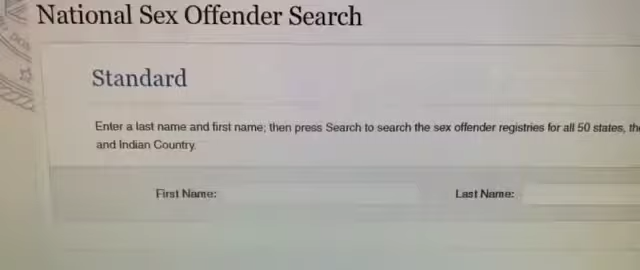 National Sex Offender Search
Standard
Enter a last name and first name; then press Search to search the sex offender registries for all 50 states,
and Indian Country.
First Name:
Last Name: